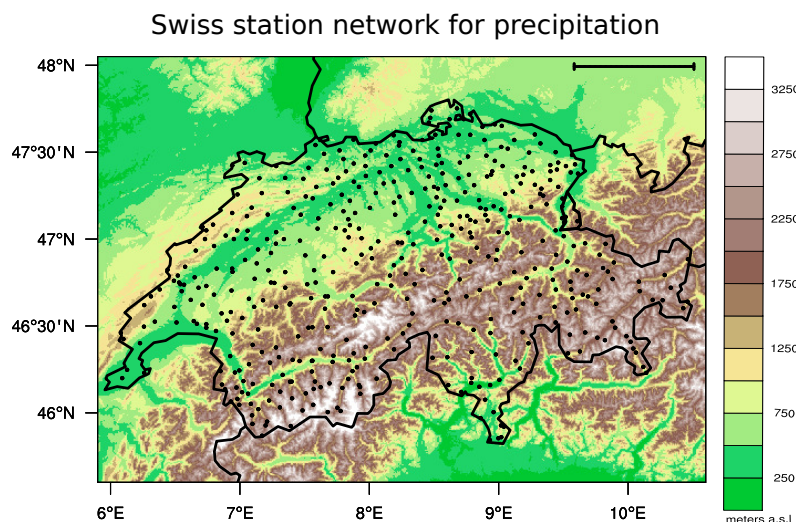 Swiss station network for precipitation
48°N
47°30'N
47°N
46°30'N
46°N
6°E
7°E
8°E
9°E
10°E
3250
2750
2250
1750
1250
750
250
meters a.s.l